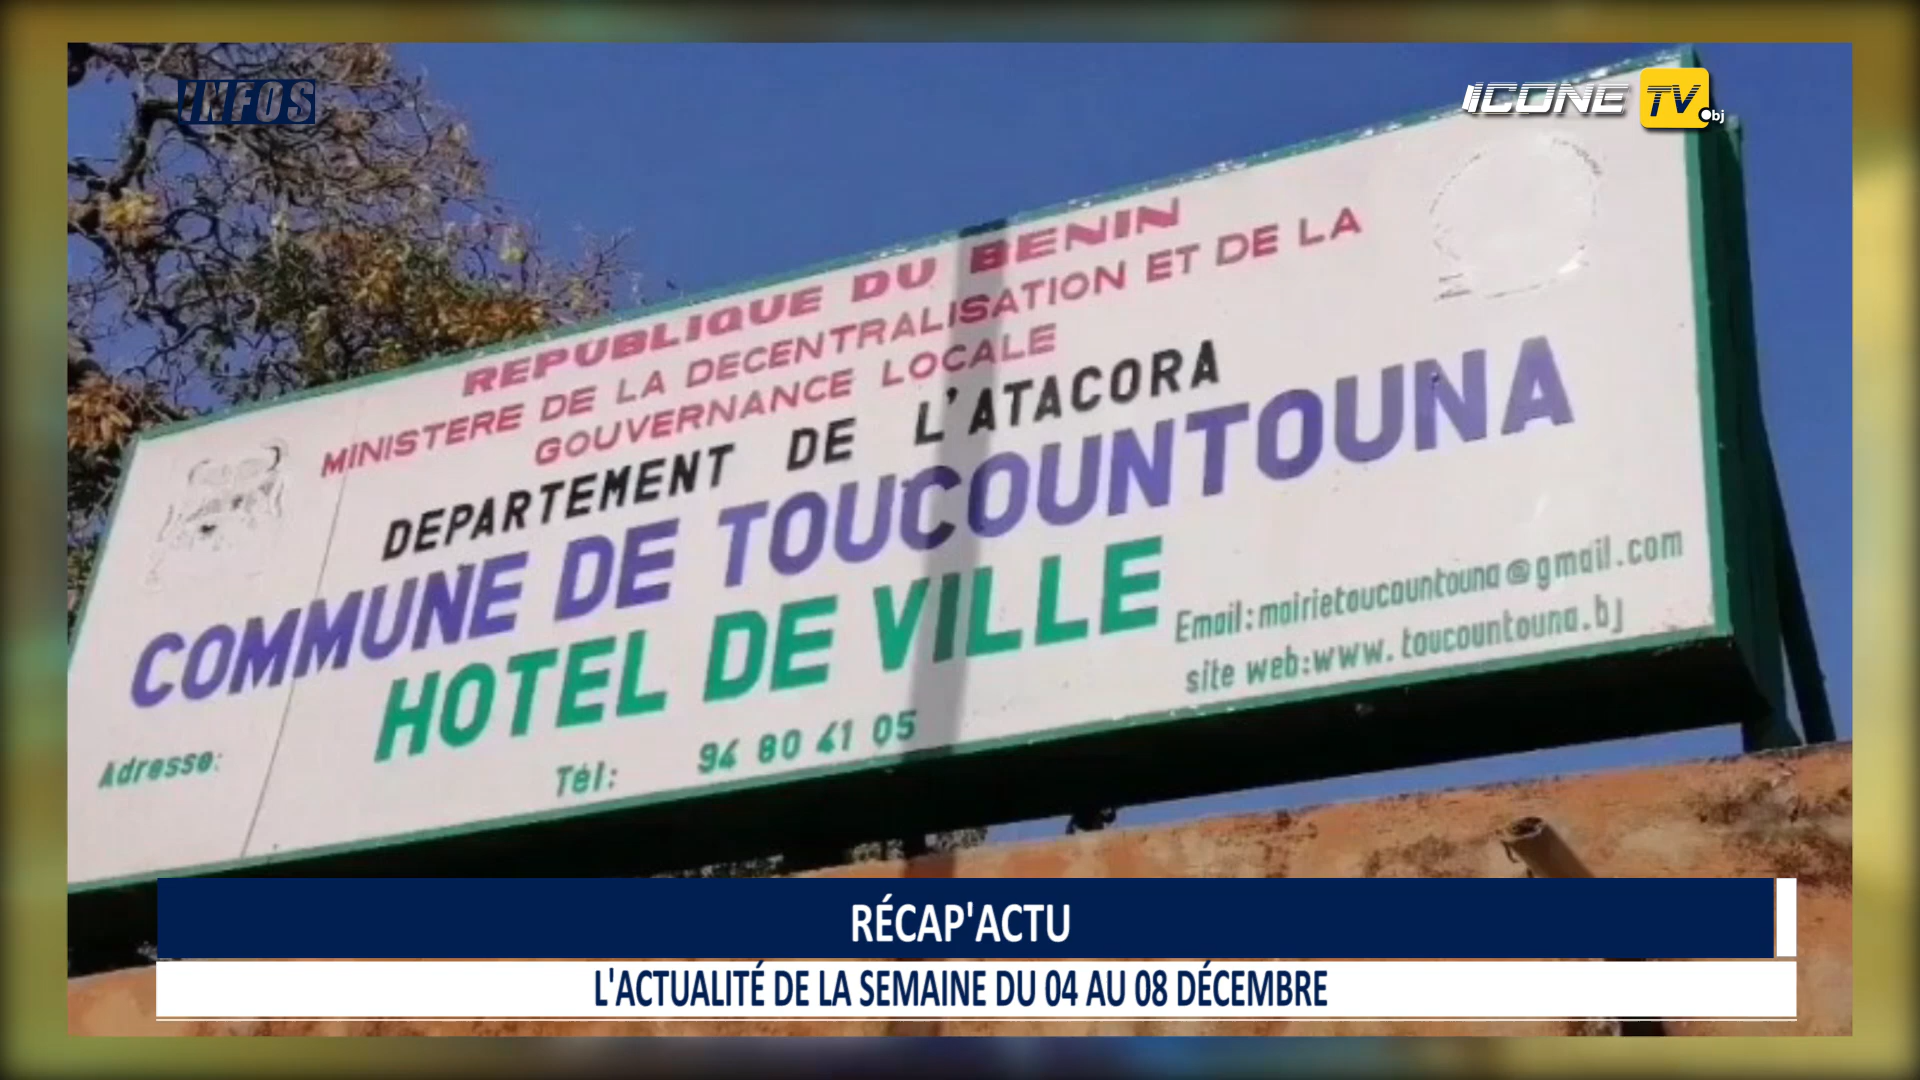 INFOS
ICONE TV.bj
REPUBLIQUE DU BENIN
MINISTERE DE LA DECENTRALISATION ET DE LA
GOUVERNANCE LOCALE
DEPARTEMENT DE L'ATACORA
COMMUNE DE TOUCOUNTOUNA
HOTEL DE VILLE
Email: mairietoucountouna@gmail.com
site web: www.toucountouna.bj
Adresse:
Tél: 94 80 41 05
RÉCAP'ACTU
L'ACTUALITÉ DE LA SEMAINE DU 04 AU 08 DÉCEMBRE